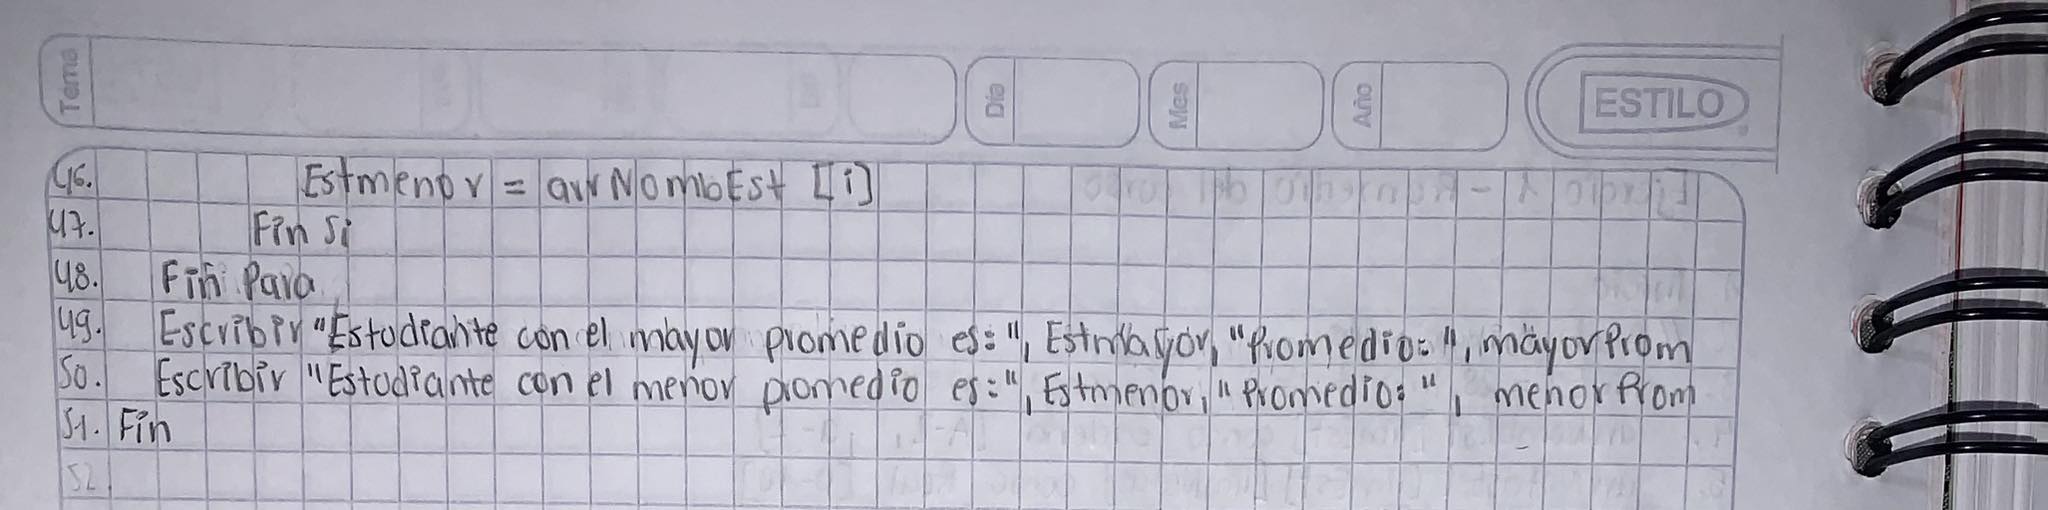 Tema
Día
Mes
Año
ESTILO
46. Estmenor = arrNombEst [i]
47. Fin Si
48. Fin Para
49. Escribir "Estudiante con el mayor promedio es:", EstMayor, "Promedio:", mayorProm
50. Escribir "Estudiante con el menor promedio es:", Estmenor, "Promedio:", menorProm
51. Fin
52.